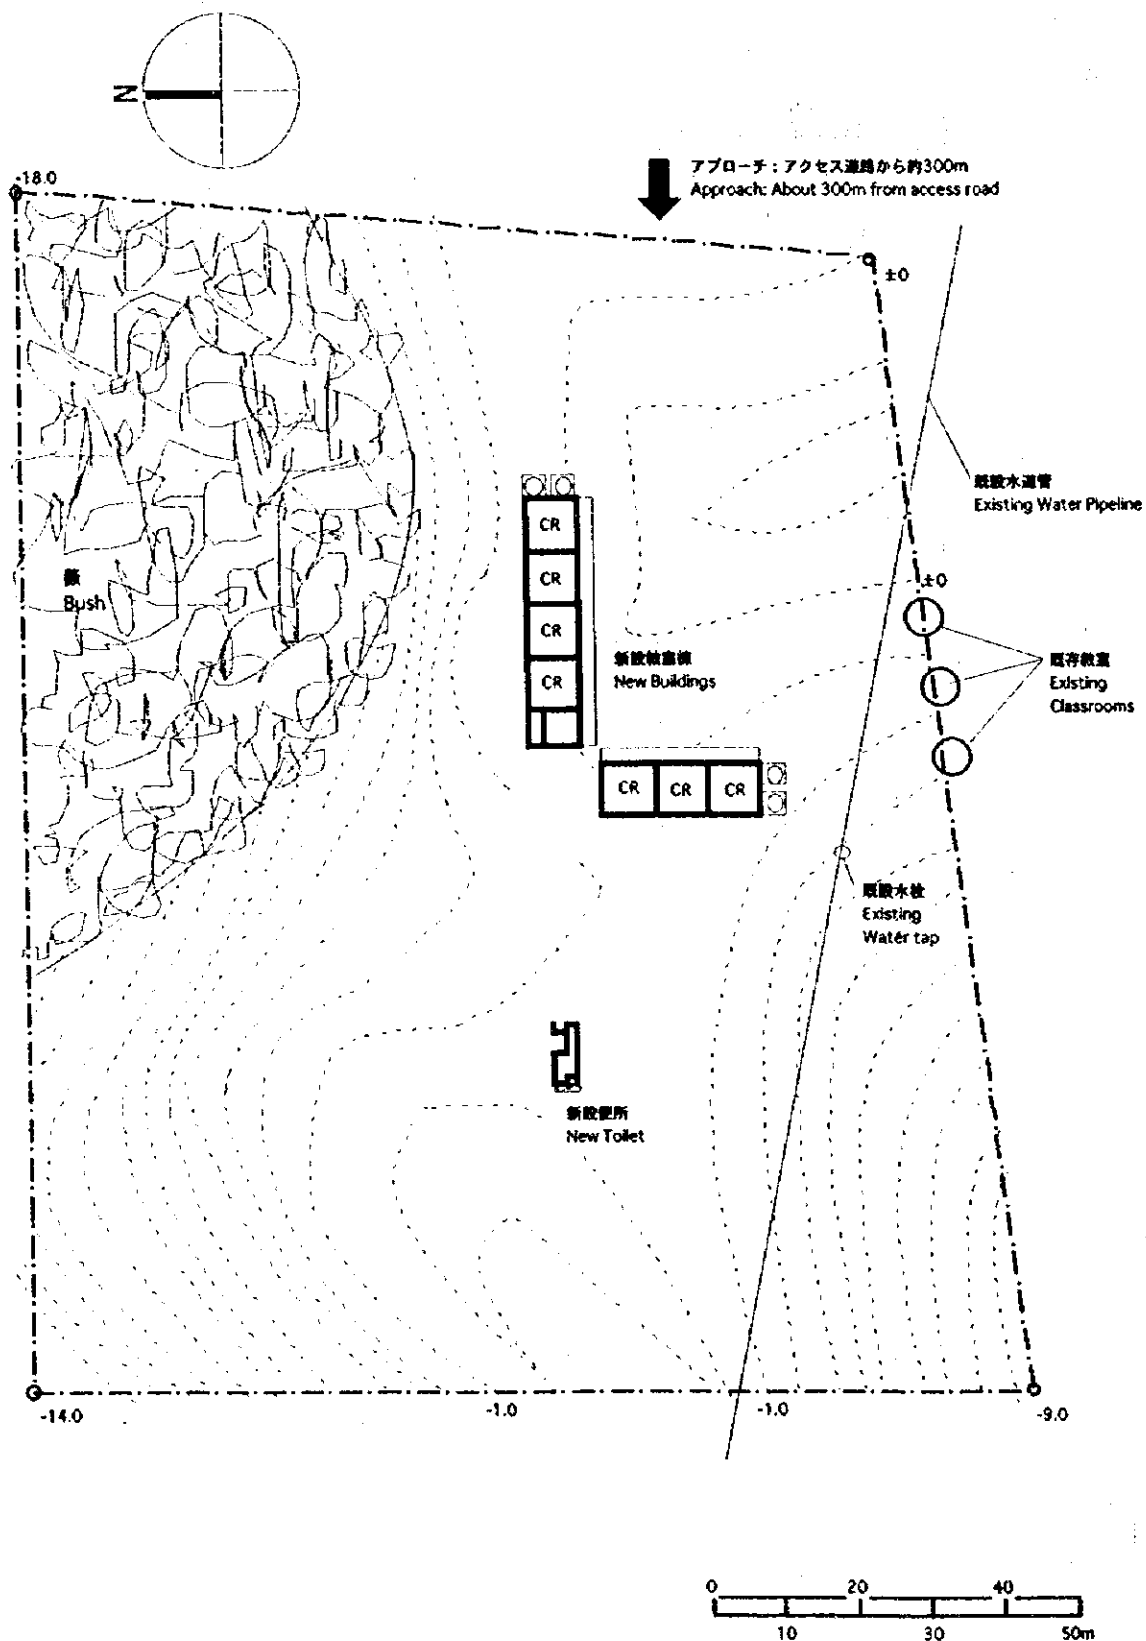 N
-18.0
アプローチ：アクセス道路から約300m
Approach: About 300m from access road
±0
既設水道管
Existing Water Pipeline
CR
CR
CR
CR
±0
藪
Bush
新設教室棟
New Buildings
既存教室
Existing
Classrooms
CR
CR
CR
既設水栓
Existing
Water tap
新設便所
New Toilet
-14.0
-1.0
-1.0
-9.0
0
20
40
10
30
50m